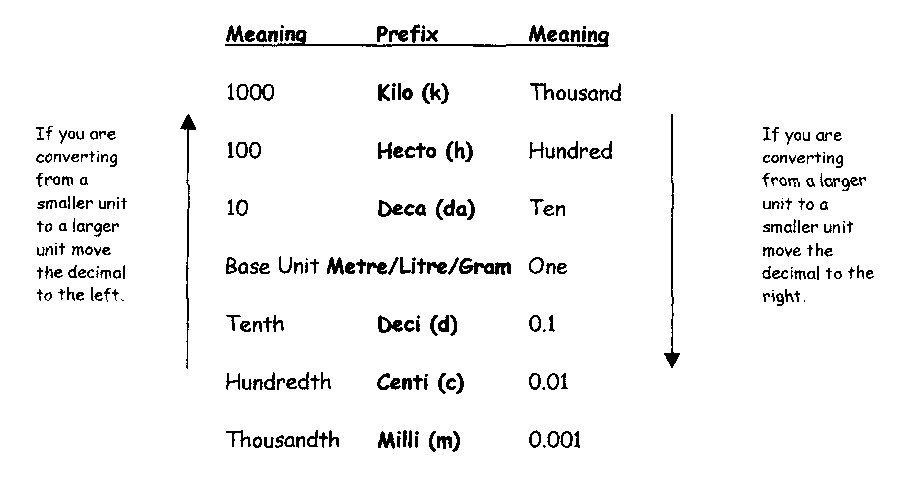 Meaning Prefix Meaning
1000 Kilo (k) Thousand
100 Hecto (h) Hundred
10 Deca (da) Ten
Base Unit Metre/Litre/Gram One
Tenth Deci (d) 0.1
Hundredth Centi (c) 0.01
Thousandth Milli (m) 0.001
If you are
converting
from a
smaller unit
to a larger
unit move
the decimal
to the left.
If you are
converting
from a larger
unit to a
smaller unit
move the
decimal to the
right.